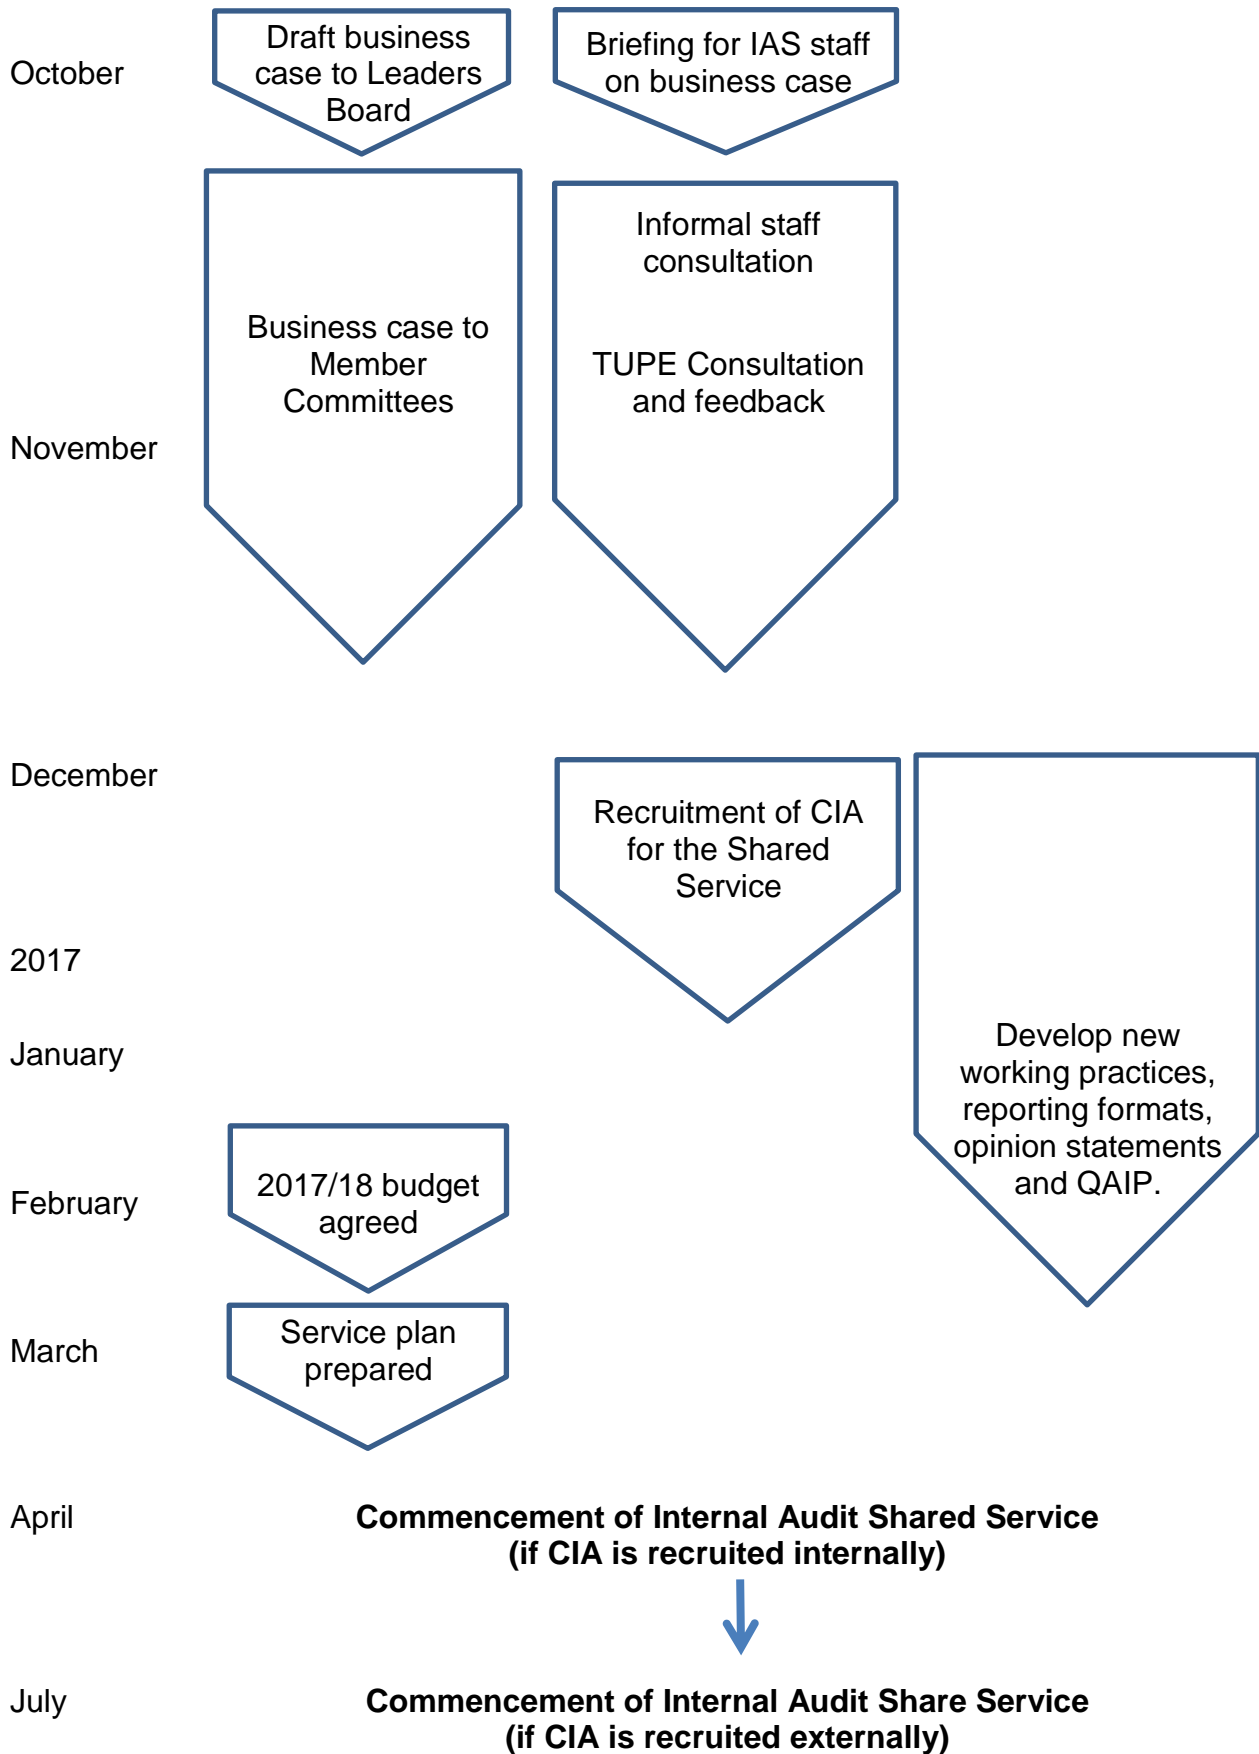 October
Draft business
case to Leaders
Board
Briefing for IAS staff
on business case
Business case to
Member
Committees
Informal staff
consultation
TUPE Consultation
and feedback
November
December
Recruitment of CIA
for the Shared
Service
2017
January
Develop new
working practices,
reporting formats,
opinion statements
and QAIP.
February
2017/18 budget
agreed
March
Service plan
prepared
April
Commencement of Internal Audit Shared Service
(if CIA is recruited internally)
July
Commencement of Internal Audit Share Service
(if CIA is recruited externally)